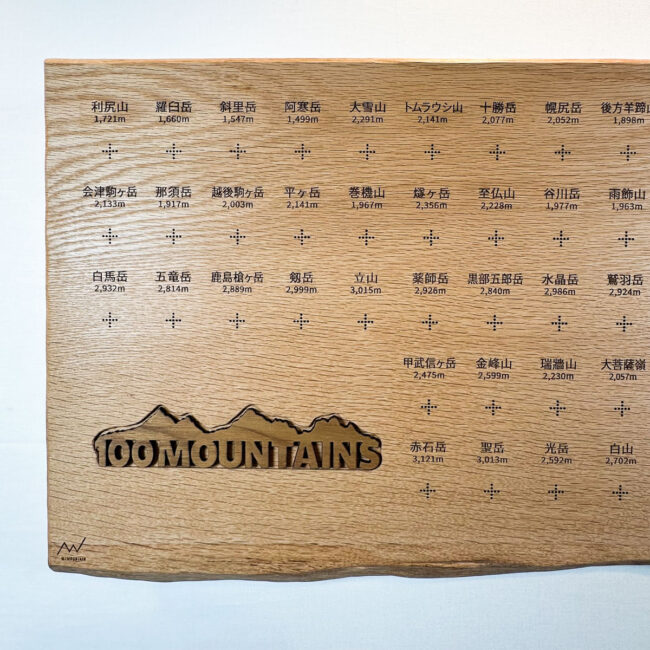 利尻山 羅臼岳 斜里岳 阿寒岳 大雪山 トムラウシ山 十勝岳 幌尻岳 後方羊蹄山
1,721m 1,660m 1,547m 1,499m 2,291m 2,141m 2,077m 2,052m 1,898m
会津駒ヶ岳 那須岳 越後駒ヶ岳 平ヶ岳 巻機山 燧ヶ岳 至仏山 谷川岳 雨飾山
2,133m 1,917m 2,003m 2,141m 1,967m 2,356m 2,228m 1,977m 1,963m
白馬岳 五竜岳 鹿島槍ヶ岳 剱岳 立山 薬師岳 黒部五郎岳 水晶岳 鷲羽岳
2,932m 2,814m 2,889m 2,999m 3,015m 2,926m 2,840m 2,986m 2,924m
甲武信ヶ岳 金峰山 瑞牆山 大菩薩嶺
2,475m 2,599m 2,230m 2,057m
赤石岳 聖岳 光岳 白山
3,121m 3,013m 2,592m 2,702m
100MOUNTAINS